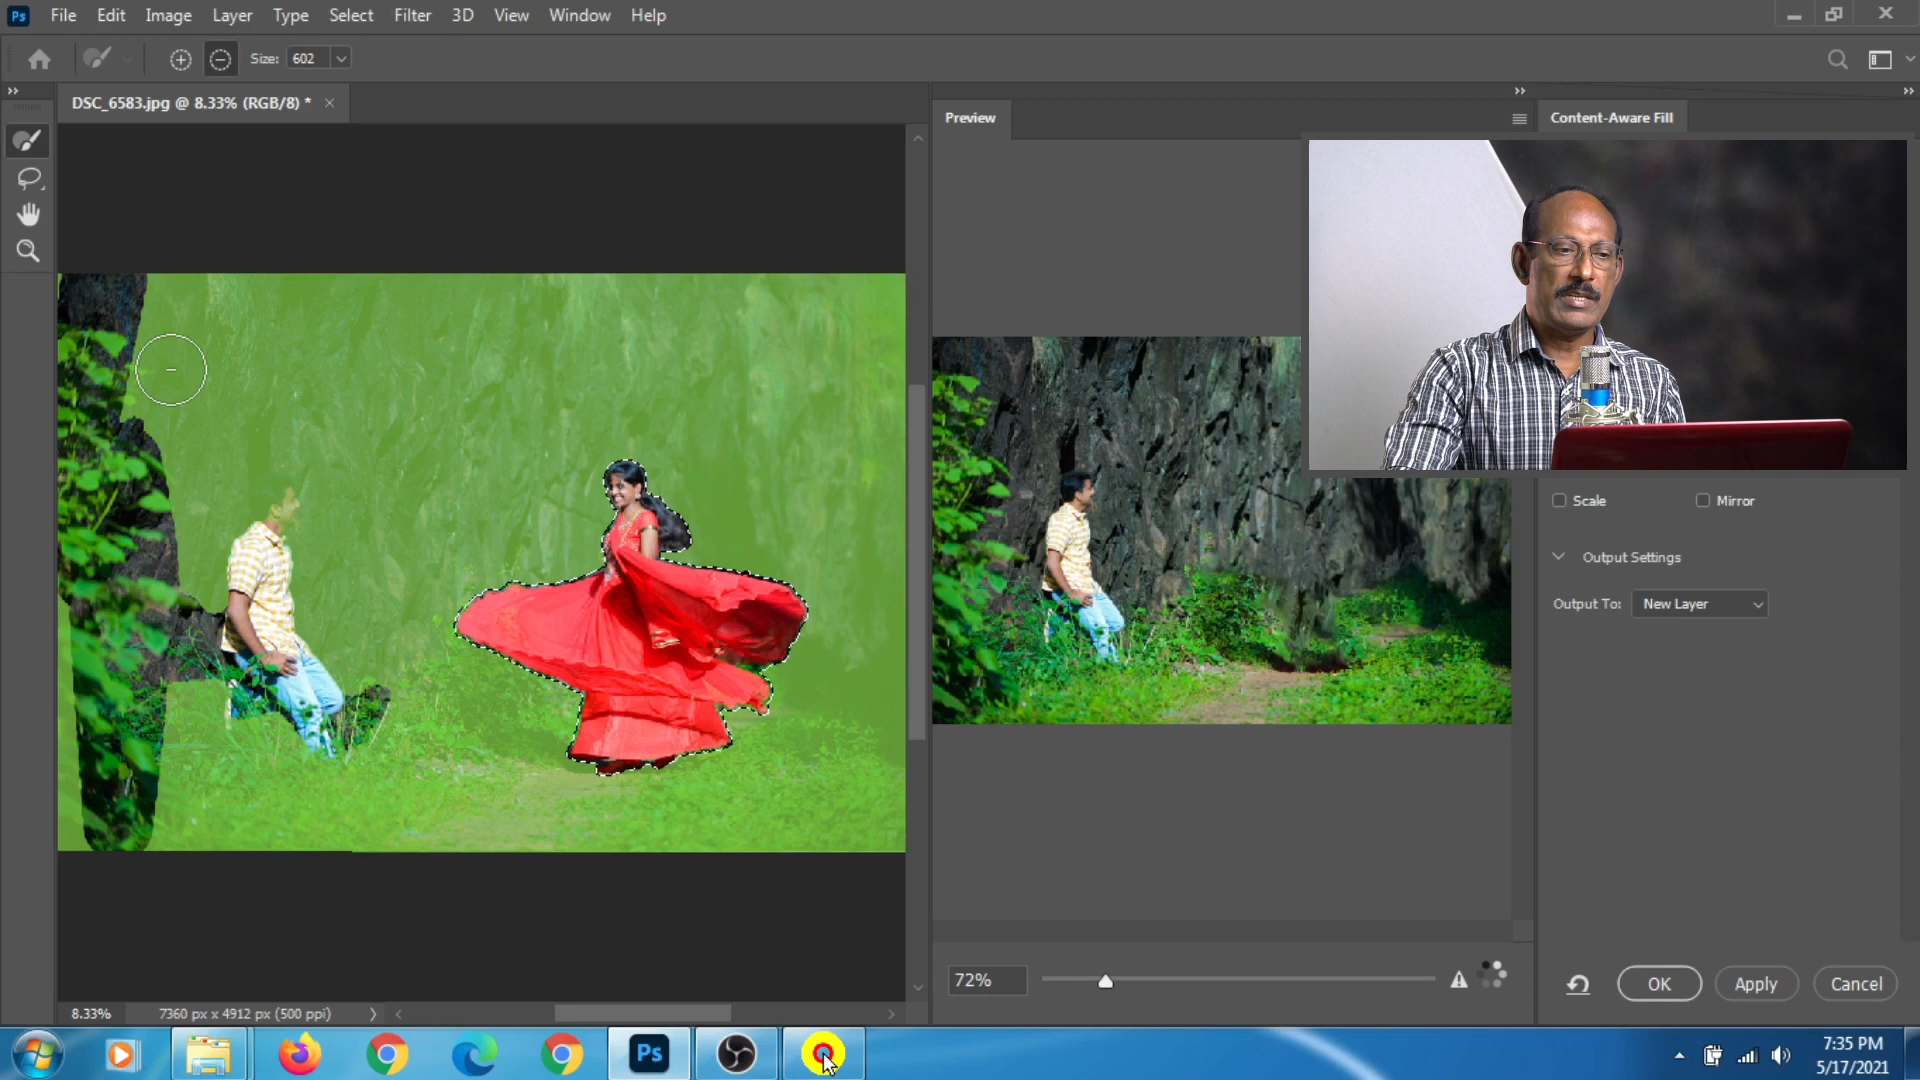 Ps File Edit Image Layer Type Select Filter 3D View Window Help
Size: 602
DSC_6583.jpg @ 8.33% (RGB/8) * ×
Preview
Content-Aware Fill
Scale Mirror
Output Settings
Output To: New Layer
72%
OK Apply Cancel
8.33% 7360 px x 4912 px (500 ppi)
Ps
7:35 PM
5/17/2021